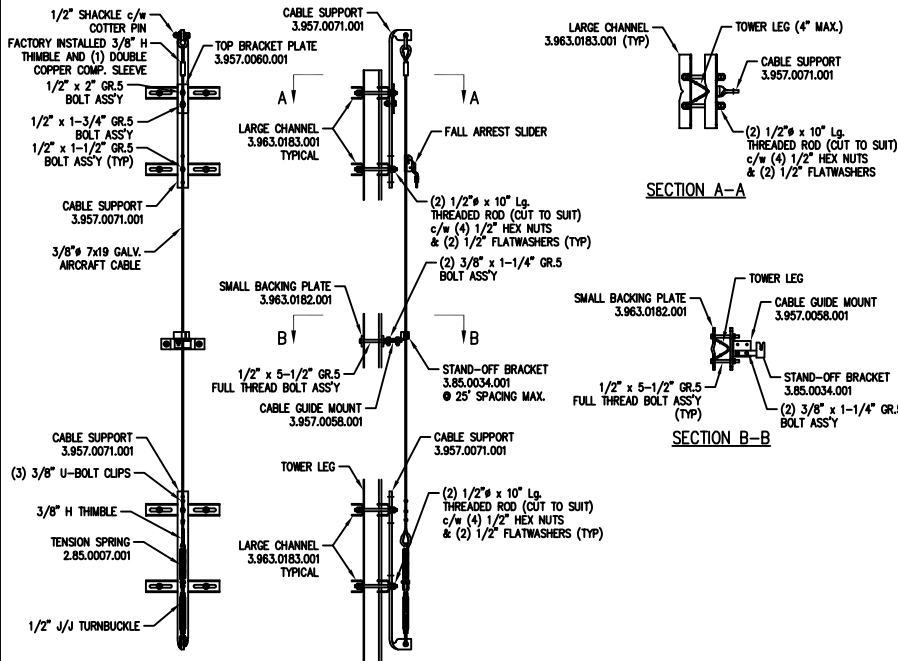 1/2" SHACKLE c/w
COTTER PIN
FACTORY INSTALLED 3/8" H
THIMBLE AND (1) DOUBLE
COPPER COMP. SLEEVE
TOP BRACKET PLATE
3.957.0060.001
1/2" x 2" GR.5
BOLT ASS'Y
1/2" x 1-3/4" GR.5
BOLT ASS'Y
1/2" x 1-1/2" GR.5
BOLT ASS'Y (TYP)
CABLE SUPPORT
3.957.0071.001
3/8"ø 7x19 GALV.
AIRCRAFT CABLE
CABLE SUPPORT
3.957.0071.001
(3) 3/8" U-BOLT CLIPS
3/8" H THIMBLE
TENSION SPRING
2.85.0007.001
1/2" J/J TURNBUCKLE
CABLE SUPPORT
3.957.0071.001
A
A
LARGE CHANNEL
3.963.0183.001
TYPICAL
FALL ARREST SLIDER
(2) 1/2"ø x 10" Lg.
THREADED ROD (CUT TO SUIT)
c/w (4) 1/2" HEX NUTS
& (2) 1/2" FLATWASHERS (TYP)
(2) 3/8" x 1-1/4" GR.5
BOLT ASS'Y
SMALL BACKING PLATE
3.963.0182.001
B
B
1/2" x 5-1/2" GR.5
FULL THREAD BOLT ASS'Y
STAND-OFF BRACKET
3.85.0034.001
@ 25' SPACING MAX.
CABLE GUIDE MOUNT
3.957.0058.001
CABLE SUPPORT
3.957.0071.001
TOWER LEG
(2) 1/2"ø x 10" Lg.
THREADED ROD (CUT TO SUIT)
c/w (4) 1/2" HEX NUTS
& (2) 1/2" FLATWASHERS (TYP)
LARGE CHANNEL
3.963.0183.001
TYPICAL
LARGE CHANNEL
3.963.0183.001 (TYP)
TOWER LEG (4" MAX.)
CABLE SUPPORT
3.957.0071.001
(2) 1/2"ø x 10" Lg.
THREADED ROD (CUT TO SUIT)
c/w (4) 1/2" HEX NUTS
& (2) 1/2" FLATWASHERS
SECTION A-A
TOWER LEG
SMALL BACKING PLATE
3.963.0182.001
CABLE GUIDE MOUNT
3.957.0058.001
STAND-OFF BRACKET
3.85.0034.001
1/2" x 5-1/2" GR.5
FULL THREAD BOLT ASS'Y
(TYP)
(2) 3/8" x 1-1/4" GR.5
BOLT ASS'Y
SECTION B-B